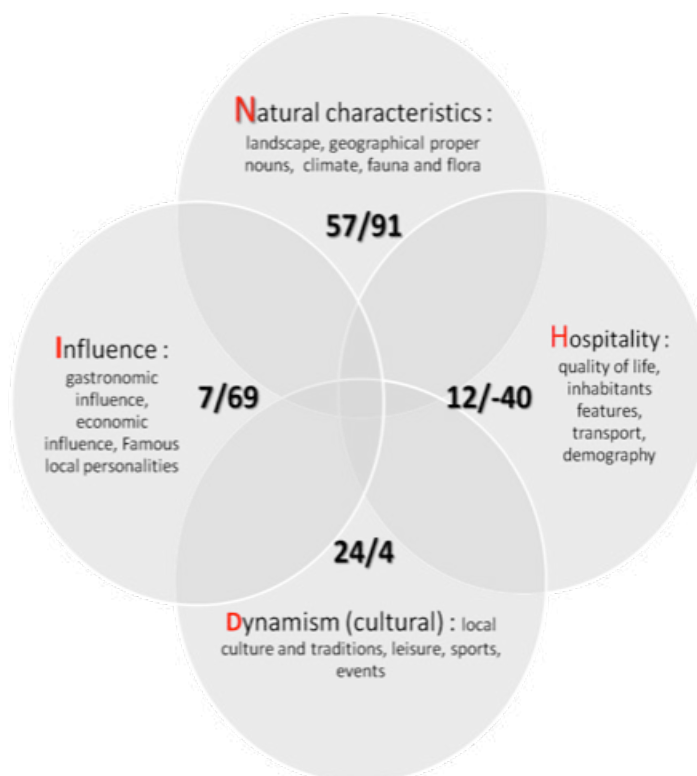 Natural characteristics :
landscape, geographical proper
nouns, climate, fauna and flora
57/91
Influence :
gastronomic
influence,
economic
influence, Famous
local personalities
7/69
Hospitality :
quality of life,
inhabitants
features,
transport,
demography
12/-40
24/4
Dynamism (cultural) : local
culture and traditions, leisure, sports,
events